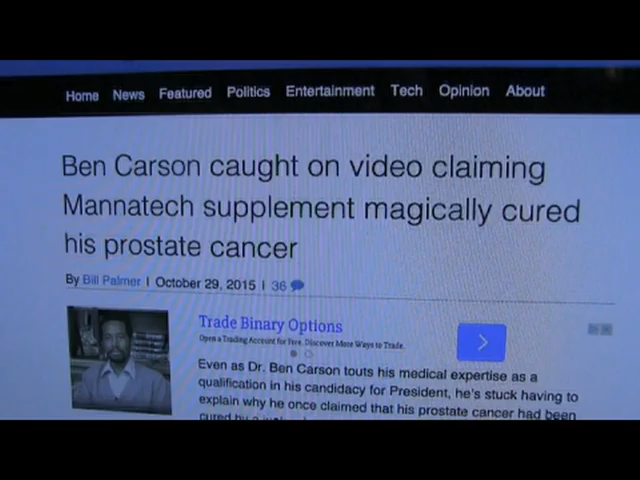 Home News Featured Politics Entertainment Tech Opinion About
Ben Carson caught on video claiming
Mannatech supplement magically cured
his prostate cancer
By Bill Palmer | October 29, 2015 | 36
Trade Binary Options
Open a Trading Account for Free. Discover More Ways to Trade.
Even as Dr. Ben Carson touts his medical expertise as a
qualification in his candidacy for President, he's stuck having to
explain why he once claimed that his prostate cancer had been
cured by a